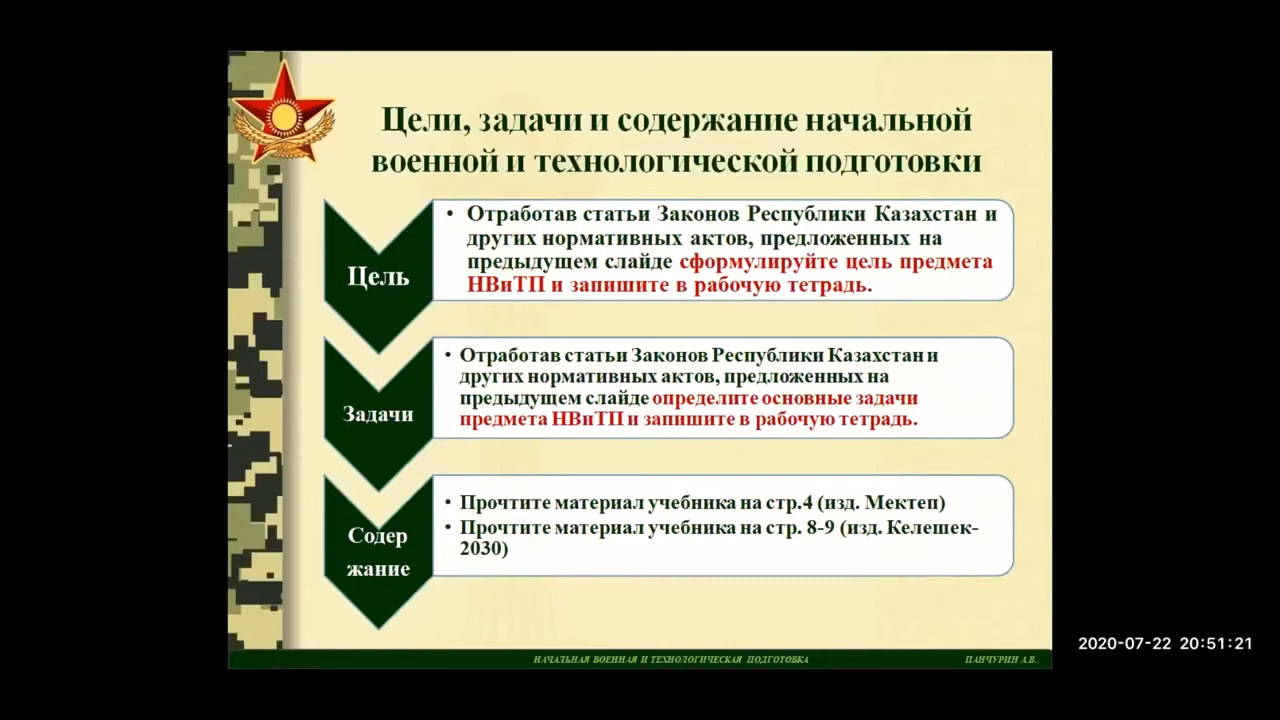 Цели, задачи и содержание начальной
военной и технологической подготовки
Цель
• Отработав статьи Законов Республики Казахстан и
других нормативных актов, предложенных на
предыдущем слайде сформулируйте цель предмета
НВиТП и запишите в рабочую тетрадь.
Задачи
• Отработав статьи Законов Республики Казахстан и
других нормативных актов, предложенных на
предыдущем слайде определите основные задачи
предмета НВиТП и запишите в рабочую тетрадь.
Содер
жание
• Прочтите материал учебника на стр.4 (изд. Мектеп)
• Прочтите материал учебника на стр. 8-9 (изд. Келешек-
2030)
НАЧАЛЬНАЯ ВОЕННАЯ И ТЕХНОЛОГИЧЕСКАЯ ПОДГОТОВКА
ПАНЧУРИН А.В..
2020-07-22 20:51:21